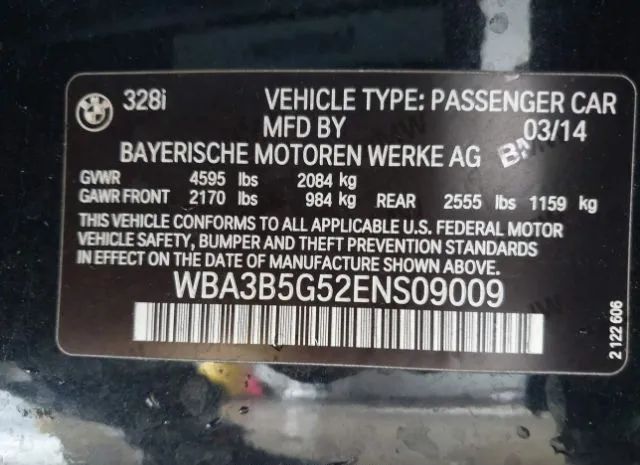 328i VEHICLE TYPE: PASSENGER CAR
MFD BY 03/14
BAYERISCHE MOTOREN WERKE AG BMW
GVWR 4595 lbs 2084 kg
GAWR FRONT 2170 lbs 984 kg REAR 2555 lbs 1159 kg
THIS VEHICLE CONFORMS TO ALL APPLICABLE U.S. FEDERAL MOTOR
VEHICLE SAFETY, BUMPER AND THEFT PREVENTION STANDARDS
IN EFFECT ON THE DATE OF MANUFACTURE SHOWN ABOVE.
WBA3B5G52ENS09009
2 122 606